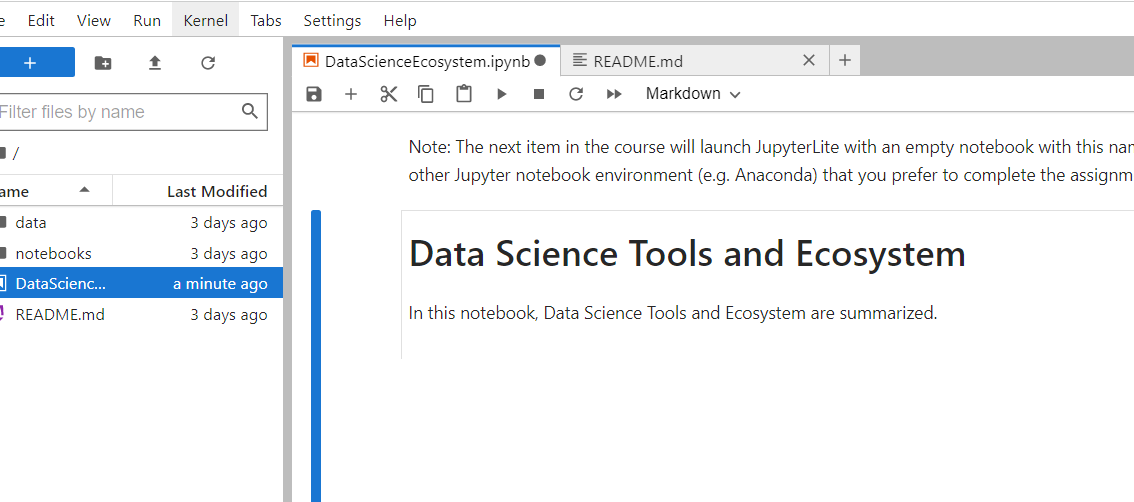 Edit View Run Kernel Tabs Settings Help
DataScienceEcosystem.ipynb README.md
Markdown
Filter files by name
/
Last Modified
data 3 days ago
notebooks 3 days ago
DataScienc... a minute ago
README.md 3 days ago
Note: The next item in the course will launch JupyterLite with an empty notebook with this
other Jupyter notebook environment (e.g. Anaconda) that you prefer to complete the
Data Science Tools and Ecosystem
In this notebook, Data Science Tools and Ecosystem are summarized.